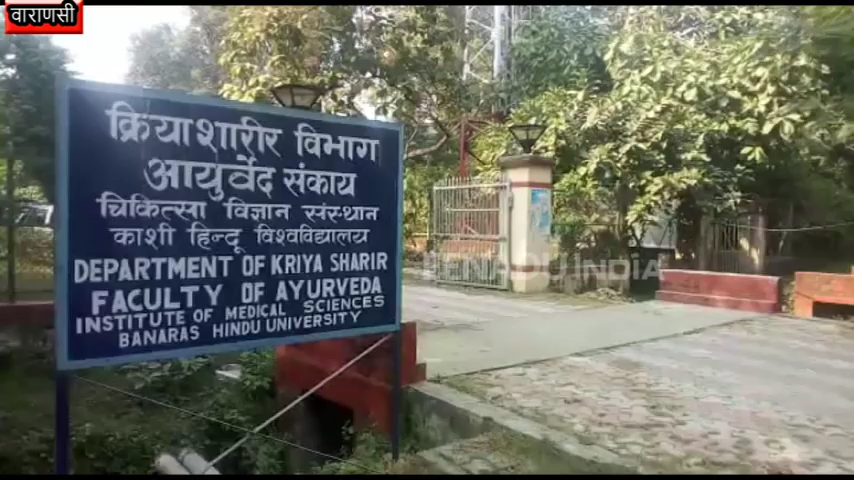 वाराणसी
क्रियाशारीर विभाग
आयुर्वेद संकाय
चिकित्सा विज्ञान संस्थान
काशी हिन्दू विश्वविद्यालय
DEPARTMENT OF KRIYA SHARIR
FACULTY OF AYURVEDA
INSTITUTE OF MEDICAL SCIENCES
BANARAS HINDU UNIVERSITY